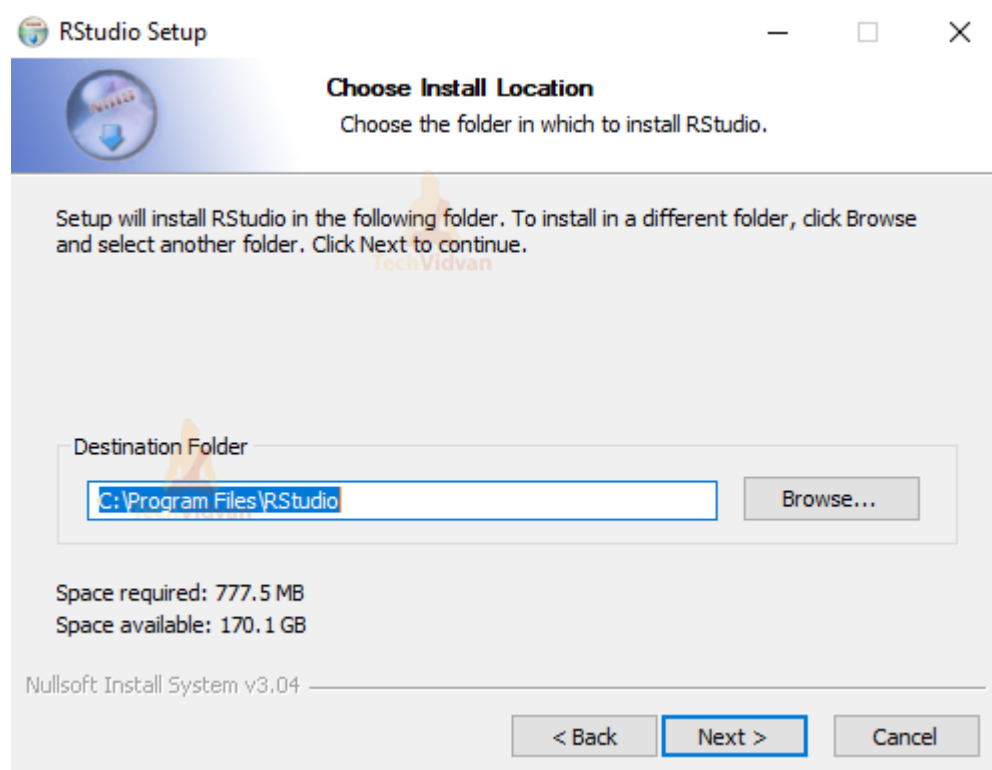 RStudio Setup
Choose Install Location
Choose the folder in which to install RStudio.
Setup will install RStudio in the following folder. To install in a different folder, click Browse
and select another folder. Click Next to continue.
TechVidvan
Destination Folder
C:\Program Files\RStudio
Browse...
TechVidvan
Space required: 777.5 MB
Space available: 170.1 GB
Nullsoft Install System v3.04
< Back
Next >
Cancel